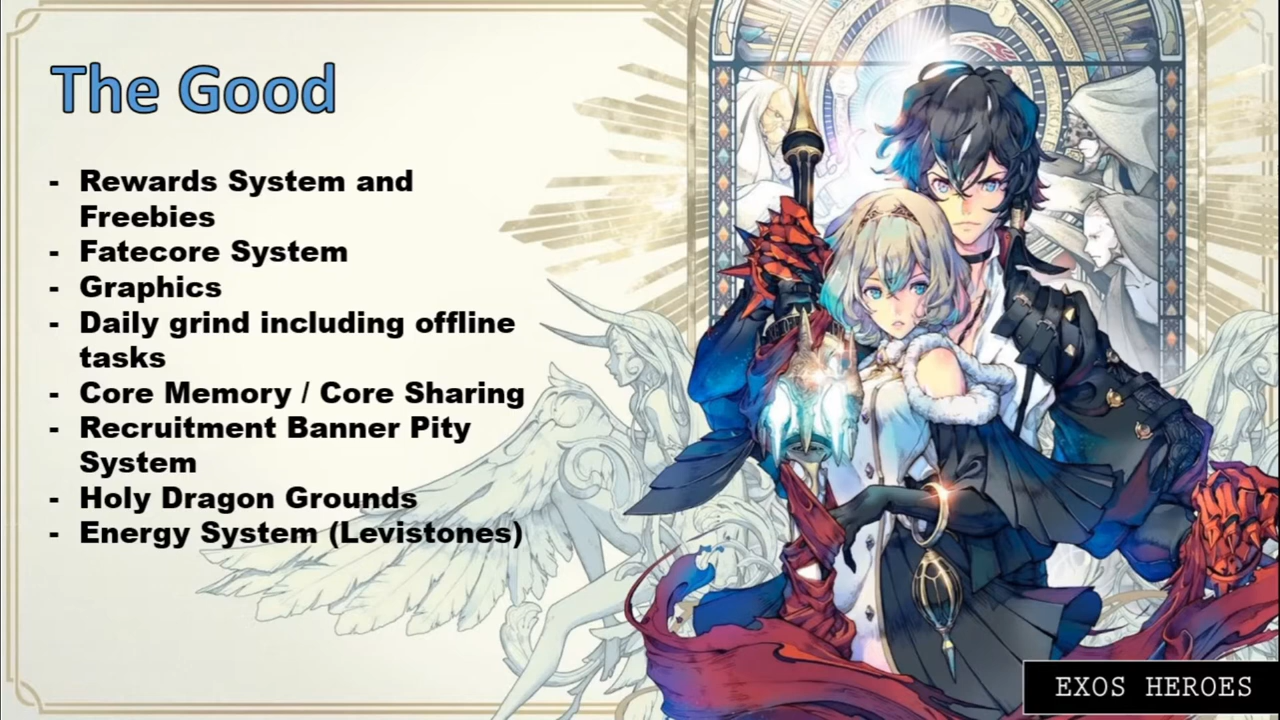 The Good
- Rewards System and
Freebies
- Fatecore System
- Graphics
- Daily grind including offline
tasks
- Core Memory / Core Sharing
- Recruitment Banner Pity
System
- Holy Dragon Grounds
- Energy System (Levistones)
EXOS HEROES